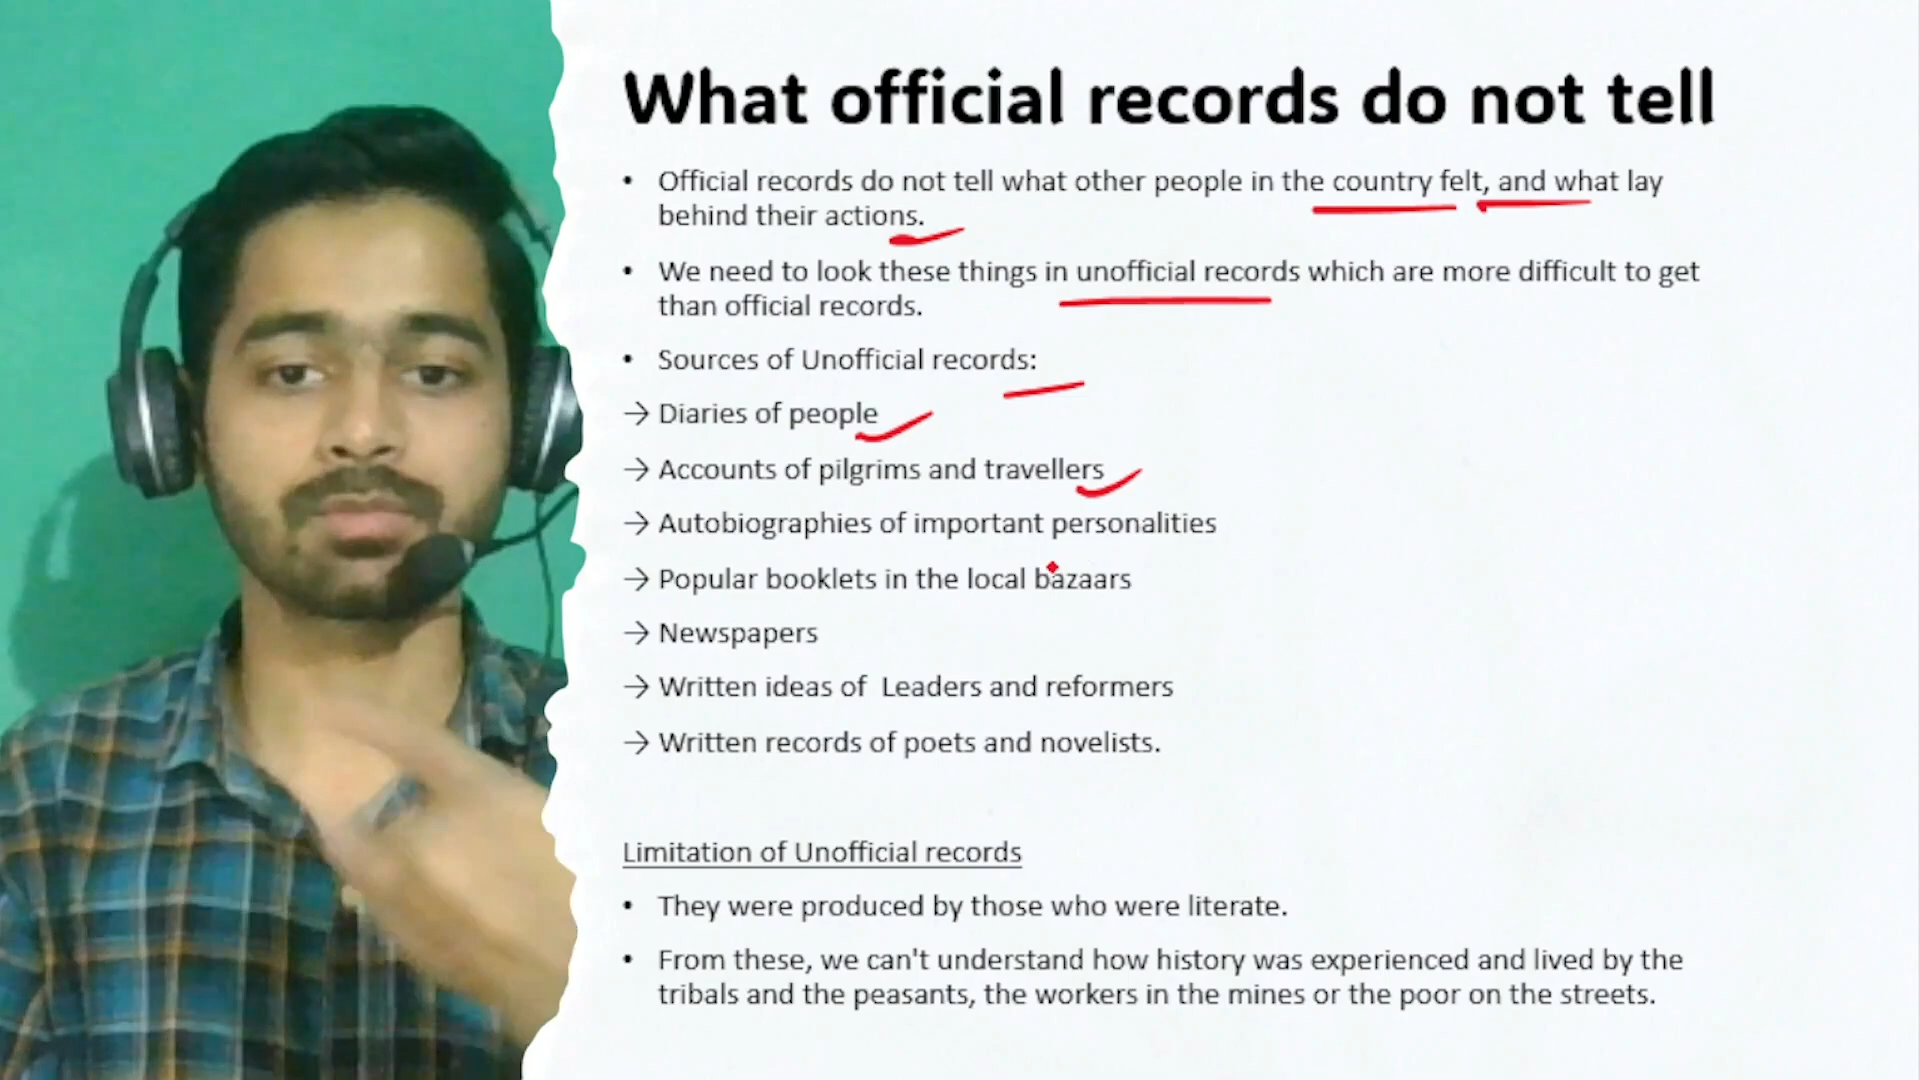 What official records do not tell
• Official records do not tell what other people in the country felt, and what lay
behind their actions.
• We need to look these things in unofficial records which are more difficult to get
than official records.
• Sources of Unofficial records:
→ Diaries of people
→ Accounts of pilgrims and travellers
→ Autobiographies of important personalities
→ Popular booklets in the local bazaars
→ Newspapers
→ Written ideas of  Leaders and reformers
→ Written records of poets and novelists.
Limitation of Unofficial records
• They were produced by those who were literate.
• From these, we can't understand how history was experienced and lived by the
tribals and the peasants, the workers in the mines or the poor on the streets.